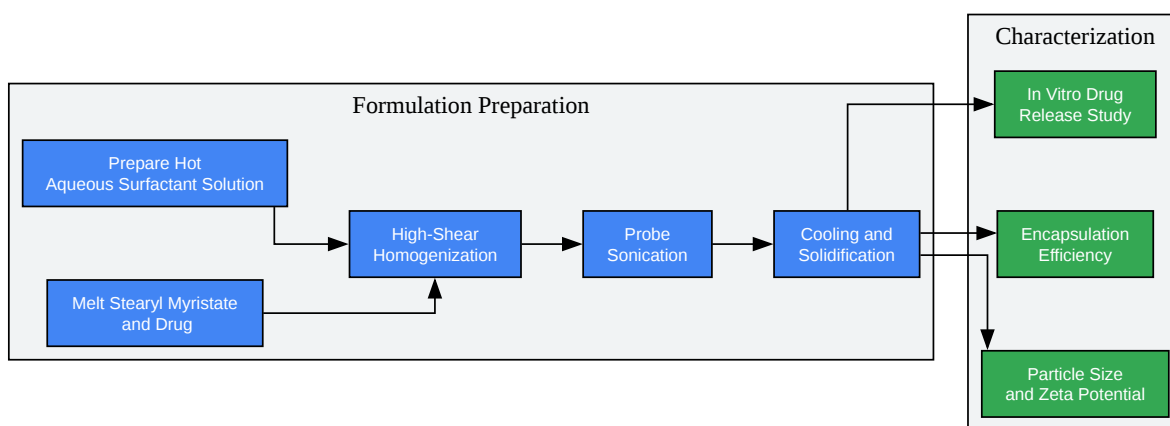 Formulation Preparation
Prepare Hot
Aqueous Surfactant Solution
Melt Stearyl Myristate
and Drug
High-Shear
Homogenization
Probe
Sonication
Cooling and
Solidification
Characterization
In Vitro Drug
Release Study
Encapsulation
Efficiency
Particle Size
and Zeta Potential